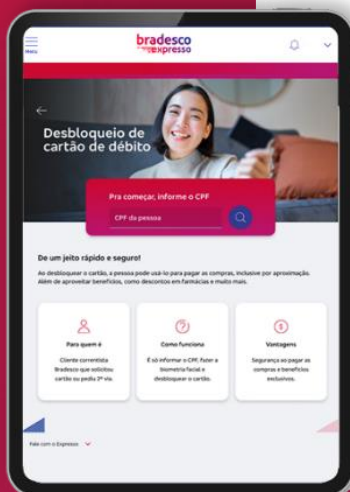 Menu
bradesco
expresso
Desbloqueio de
cartão de débito
Pra começar, informe o CPF
CPF da pessoa
De um jeito rápido e seguro!
Ao desbloquear o cartão, a pessoa pode usá-lo para pagar as compras, inclusive por aproximação.
Além de aproveitar benefícios, como descontos em farmácias e muito mais.
Para quem é
Cliente correntista
Bradesco que solicitou
cartão ou pediu 2ª via.
Como funciona
É só informar o CPF, fazer a
biometria facial e
desbloquear o cartão.
Vantagens
Segurança ao pagar as
compras e benefícios
exclusivos.
Fale com o Expresso